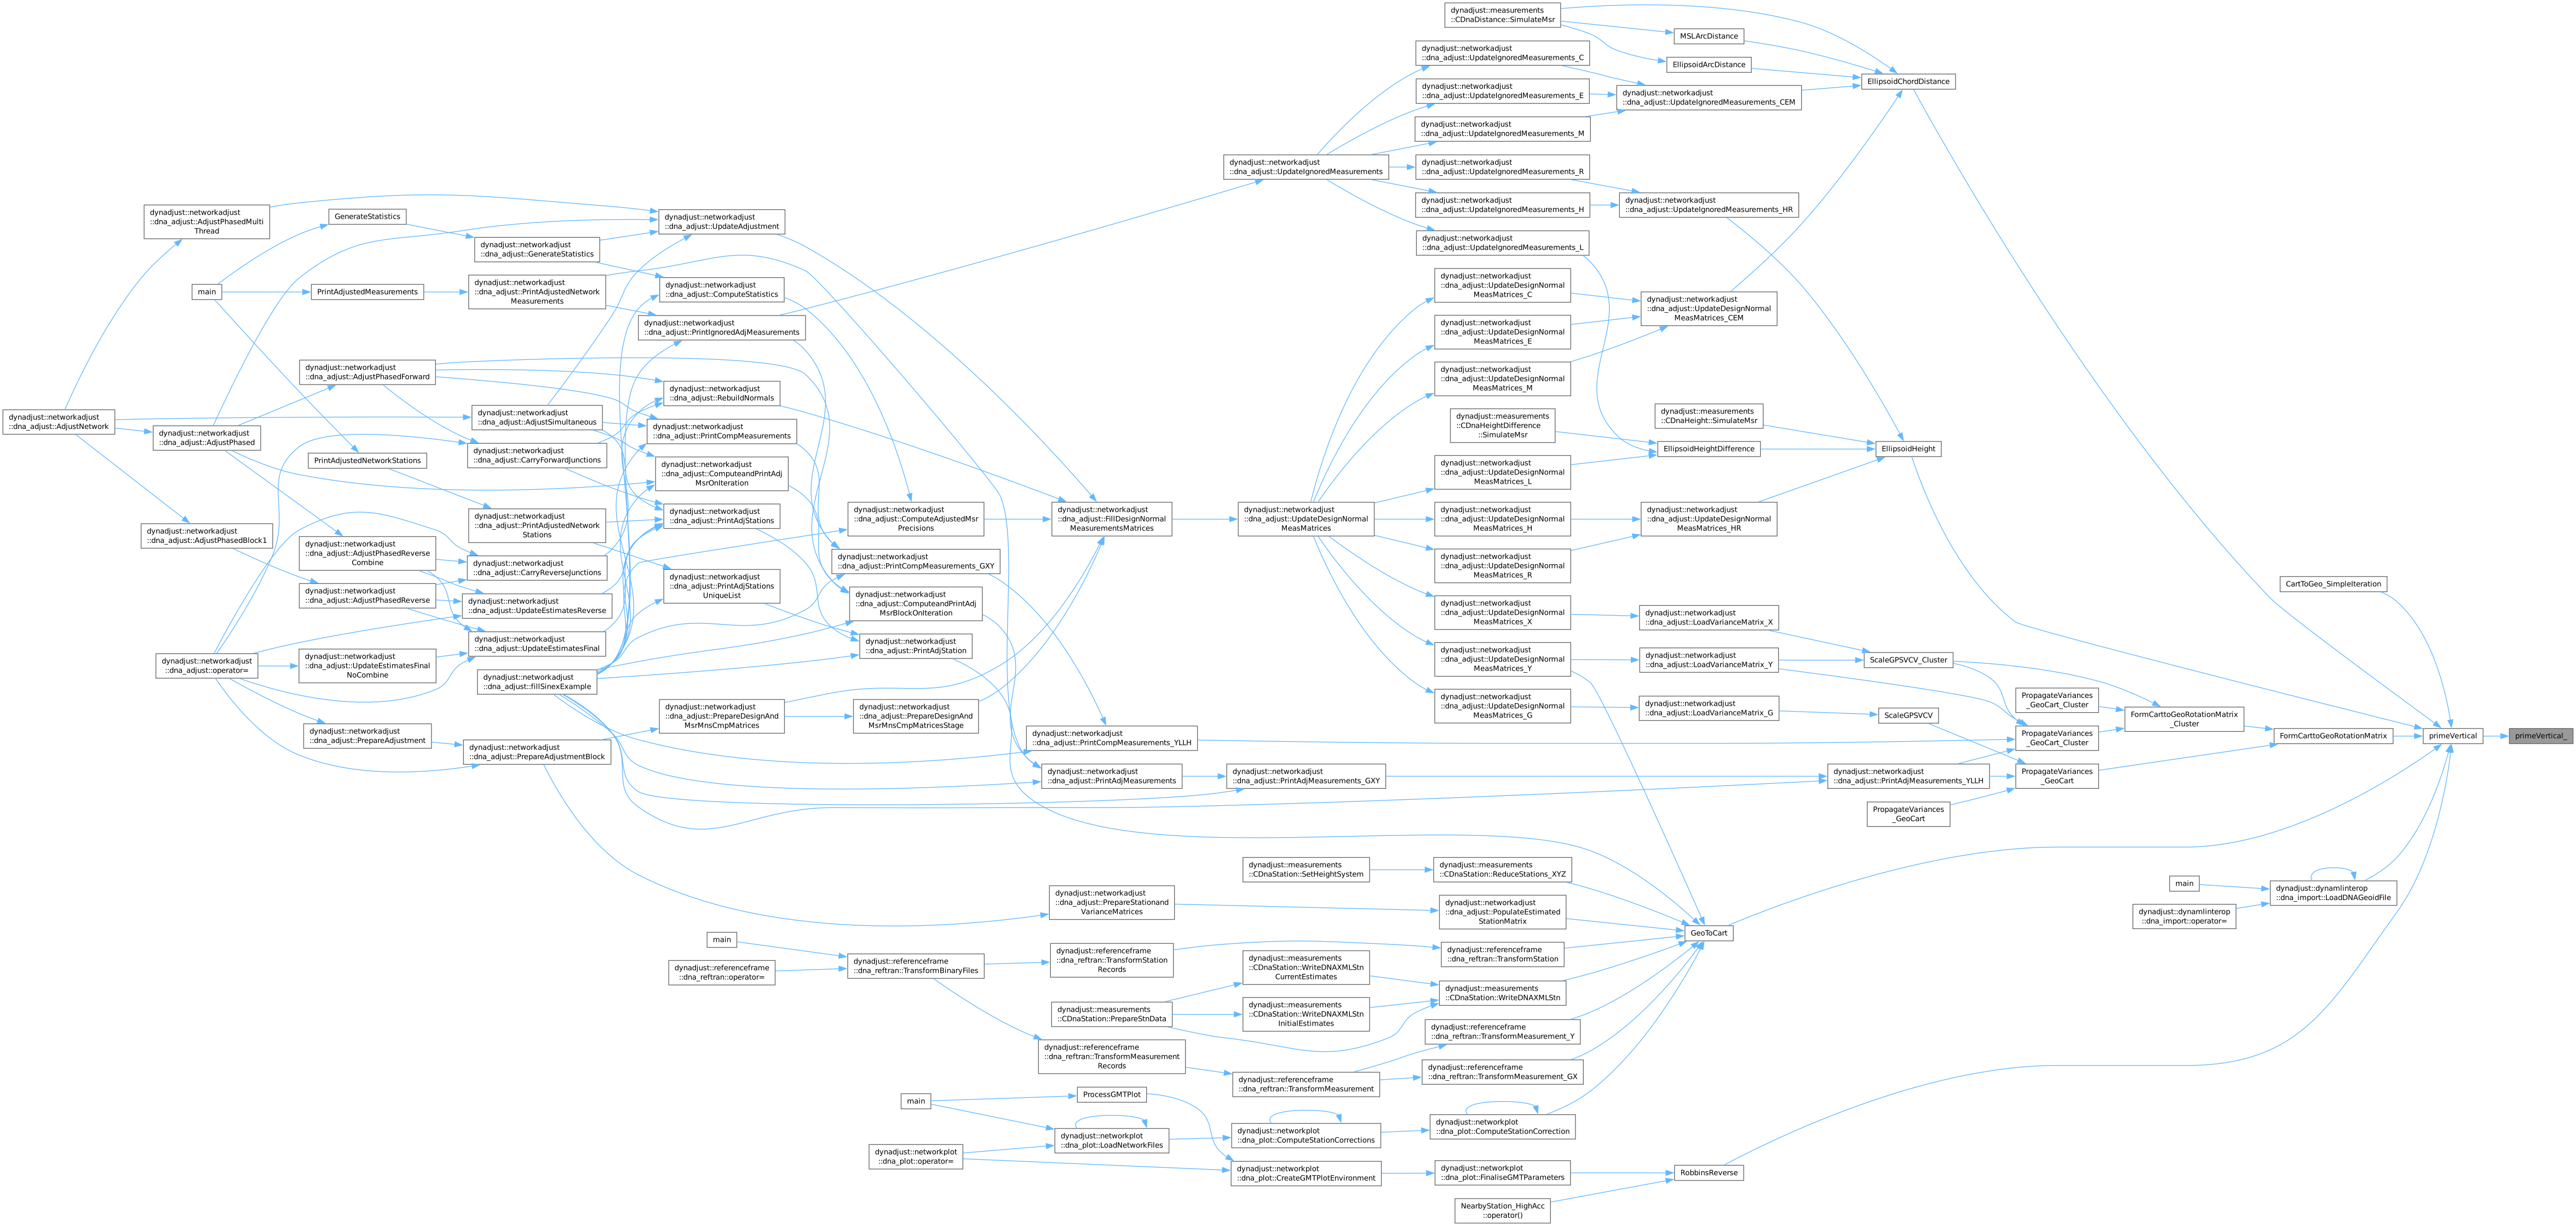 dynadjust::measurements
::CDnaDistance::SimulateMsr
MSLArcDistance
dynadjust::networkadjust
::dna_adjust::UpdateIgnoredMeasurements_C
EllipsoidArcDistance
EllipsoidChordDistance
dynadjust::networkadjust
::dna_adjust::UpdateIgnoredMeasurements_E
dynadjust::networkadjust
::dna_adjust::UpdateIgnoredMeasurements_CEM
dynadjust::networkadjust
::dna_adjust::UpdateIgnoredMeasurements_M
dynadjust::networkadjust
::dna_adjust::UpdateIgnoredMeasurements
dynadjust::networkadjust
::dna_adjust::UpdateIgnoredMeasurements_R
dynadjust::networkadjust
::dna_adjust::UpdateIgnoredMeasurements_H
dynadjust::networkadjust
::dna_adjust::UpdateIgnoredMeasurements_HR
dynadjust::networkadjust
::dna_adjust::UpdateIgnoredMeasurements_L
dynadjust::networkadjust
::dna_adjust::AdjustPhasedMulti
Thread
GenerateStatistics
dynadjust::networkadjust
::dna_adjust::UpdateAdjustment
dynadjust::networkadjust
::dna_adjust::GenerateStatistics
main
PrintAdjustedMeasurements
dynadjust::networkadjust
::dna_adjust::PrintAdjustedNetwork
Measurements
dynadjust::networkadjust
::dna_adjust::ComputeStatistics
dynadjust::networkadjust
::dna_adjust::PrintIgnoredAdjMeasurements
dynadjust::networkadjust
::dna_adjust::UpdateDesignNormal
MeasMatrices_C
dynadjust::networkadjust
::dna_adjust::UpdateDesignNormal
MeasMatrices_CEM
dynadjust::networkadjust
::dna_adjust::UpdateDesignNormal
MeasMatrices_E
dynadjust::networkadjust
::dna_adjust::UpdateDesignNormal
MeasMatrices_M
dynadjust::networkadjust
::dna_adjust::AdjustPhasedForward
dynadjust::networkadjust
::dna_adjust::RebuildNormals
dynadjust::networkadjust
::dna_adjust::AdjustNetwork
dynadjust::networkadjust
::dna_adjust::AdjustPhased
dynadjust::networkadjust
::dna_adjust::AdjustSimultaneous
dynadjust::networkadjust
::dna_adjust::PrintCompMeasurements
dynadjust::measurements
::CDnaHeightDifference
::SimulateMsr
dynadjust::measurements
::CDnaHeight::SimulateMsr
EllipsoidHeightDifference
EllipsoidHeight
PrintAdjustedNetworkStations
dynadjust::networkadjust
::dna_adjust::CarryForwardJunctions
dynadjust::networkadjust
::dna_adjust::ComputeandPrintAdj
MsrOnIteration
dynadjust::networkadjust
::dna_adjust::UpdateDesignNormal
MeasMatrices_L
dynadjust::networkadjust
::dna_adjust::AdjustPhasedBlock1
dynadjust::networkadjust
::dna_adjust::PrintAdjustedNetwork
Stations
dynadjust::networkadjust
::dna_adjust::PrintAdjStations
dynadjust::networkadjust
::dna_adjust::ComputeAdjustedMsr
Precisions
dynadjust::networkadjust
::dna_adjust::FillDesignNormal
MeasurementsMatrices
dynadjust::networkadjust
::dna_adjust::UpdateDesignNormal
MeasMatrices
dynadjust::networkadjust
::dna_adjust::UpdateDesignNormal
MeasMatrices_H
dynadjust::networkadjust
::dna_adjust::UpdateDesignNormal
MeasMatrices_HR
dynadjust::networkadjust
::dna_adjust::AdjustPhasedReverse
Combine
dynadjust::networkadjust
::dna_adjust::CarryReverseJunctions
dynadjust::networkadjust
::dna_adjust::PrintCompMeasurements_GXY
dynadjust::networkadjust
::dna_adjust::UpdateDesignNormal
MeasMatrices_R
dynadjust::networkadjust
::dna_adjust::AdjustPhasedReverse
dynadjust::networkadjust
::dna_adjust::UpdateEstimatesReverse
dynadjust::networkadjust
::dna_adjust::PrintAdjStations
UniqueList
dynadjust::networkadjust
::dna_adjust::ComputeandPrintAdj
MsrBlockOnIteration
dynadjust::networkadjust
::dna_adjust::UpdateDesignNormal
MeasMatrices_X
dynadjust::networkadjust
::dna_adjust::LoadVarianceMatrix_X
CartToGeo_SimpleIteration
dynadjust::networkadjust
::dna_adjust::operator=
dynadjust::networkadjust
::dna_adjust::UpdateEstimatesFinal
NoCombine
dynadjust::networkadjust
::dna_adjust::UpdateEstimatesFinal
dynadjust::networkadjust
::dna_adjust::PrintAdjStation
dynadjust::networkadjust
::dna_adjust::UpdateDesignNormal
MeasMatrices_Y
dynadjust::networkadjust
::dna_adjust::LoadVarianceMatrix_Y
ScaleGPSVCV_Cluster
dynadjust::networkadjust
::dna_adjust::fillSinexExample
dynadjust::networkadjust
::dna_adjust::UpdateDesignNormal
MeasMatrices_G
dynadjust::networkadjust
::dna_adjust::LoadVarianceMatrix_G
ScaleGPSVCV
PropagateVariances
_GeoCart_Cluster
FormCarttoGeoRotationMatrix
_Cluster
dynadjust::networkadjust
::dna_adjust::PrepareAdjustment
dynadjust::networkadjust
::dna_adjust::PrepareAdjustmentBlock
dynadjust::networkadjust
::dna_adjust::PrepareDesignAnd
MsrMnsCmpMatrices
dynadjust::networkadjust
::dna_adjust::PrepareDesignAnd
MsrMnsCmpMatricesStage
dynadjust::networkadjust
::dna_adjust::PrintCompMeasurements_YLLH
PropagateVariances
_GeoCart_Cluster
FormCarttoGeoRotationMatrix
primeVertical
primeVertical_
dynadjust::networkadjust
::dna_adjust::PrintAdjMeasurements
dynadjust::networkadjust
::dna_adjust::PrintAdjMeasurements_GXY
dynadjust::networkadjust
::dna_adjust::PrintAdjMeasurements_YLLH
PropagateVariances
_GeoCart
PropagateVariances
_GeoCart
dynadjust::measurements
::CDnaStation::SetHeightSystem
dynadjust::measurements
::CDnaStation::ReduceStations_XYZ
main
dynadjust::dynamlinterop
::dna_import::LoadDNAGeoidFile
dynadjust::dynamlinterop
::dna_import::operator=
dynadjust::networkadjust
::dna_adjust::PrepareStationand
VarianceMatrices
dynadjust::networkadjust
::dna_adjust::PopulateEstimated
StationMatrix
GeoToCart
main
dynadjust::referenceframe
::dna_reftran::operator=
dynadjust::referenceframe
::dna_reftran::TransformBinaryFiles
dynadjust::referenceframe
::dna_reftran::TransformStation
Records
dynadjust::referenceframe
::dna_reftran::TransformStation
dynadjust::measurements
::CDnaStation::WriteDNAXMLStn
CurrentEstimates
dynadjust::measurements
::CDnaStation::WriteDNAXMLStn
dynadjust::measurements
::CDnaStation::PrepareStnData
dynadjust::measurements
::CDnaStation::WriteDNAXMLStn
InitialEstimates
dynadjust::referenceframe
::dna_reftran::TransformMeasurement_Y
dynadjust::referenceframe
::dna_reftran::TransformMeasurement
Records
dynadjust::referenceframe
::dna_reftran::TransformMeasurement
dynadjust::referenceframe
::dna_reftran::TransformMeasurement_GX
main
ProcessGMTPlot
dynadjust::networkplot
::dna_plot::LoadNetworkFiles
dynadjust::networkplot
::dna_plot::ComputeStationCorrections
dynadjust::networkplot
::dna_plot::ComputeStationCorrection
dynadjust::networkplot
::dna_plot::operator=
dynadjust::networkplot
::dna_plot::CreateGMTPlotEnvironment
dynadjust::networkplot
::dna_plot::FinaliseGMTParameters
RobbinsReverse
NearbyStation_HighAcc
::operator()